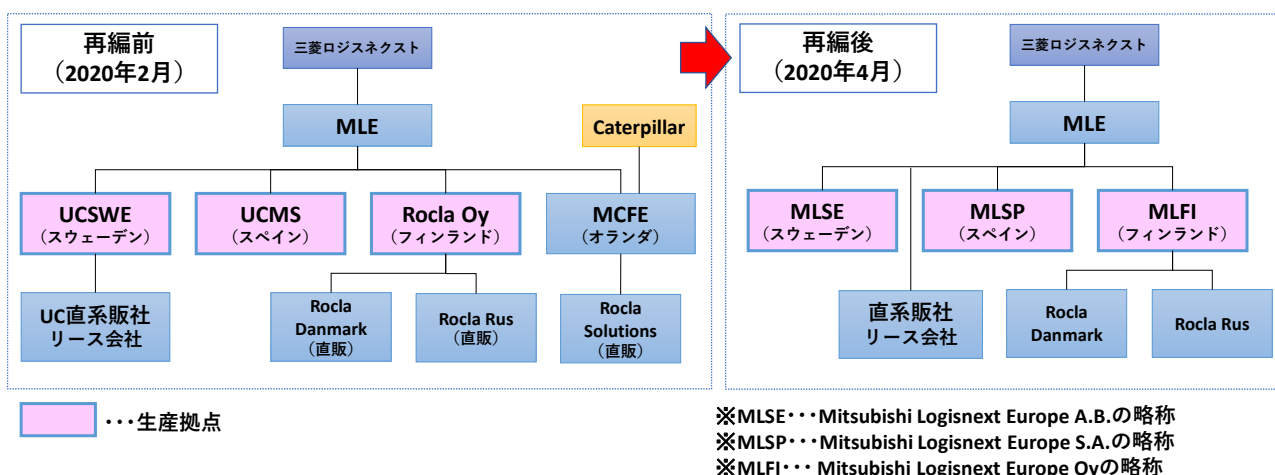 再編前
（2020年2月）
三菱ロジスネクスト
MLE
Caterpillar
UCSWE
（スウェーデン）
UCMS
（スペイン）
Rocla Oy
（フィンランド）
MCFE
（オランダ）
UC直系販社
リース会社
Rocla
Danmark
（直販）
Rocla Rus
（直販）
Rocla
Solutions
（直販）
再編後
（2020年4月）
三菱ロジスネクスト
MLE
MLSE
（スウェーデン）
MLSP
（スペイン）
MLFI
（フィンランド）
直系販社
リース会社
Rocla
Danmark
Rocla Rus
・・・生産拠点
※MLSE・・・Mitsubishi Logisnext Europe A.B.の略称
※MLSP・・・Mitsubishi Logisnext Europe S.A.の略称
※MLFI・・・ Mitsubishi Logisnext Europe Oyの略称